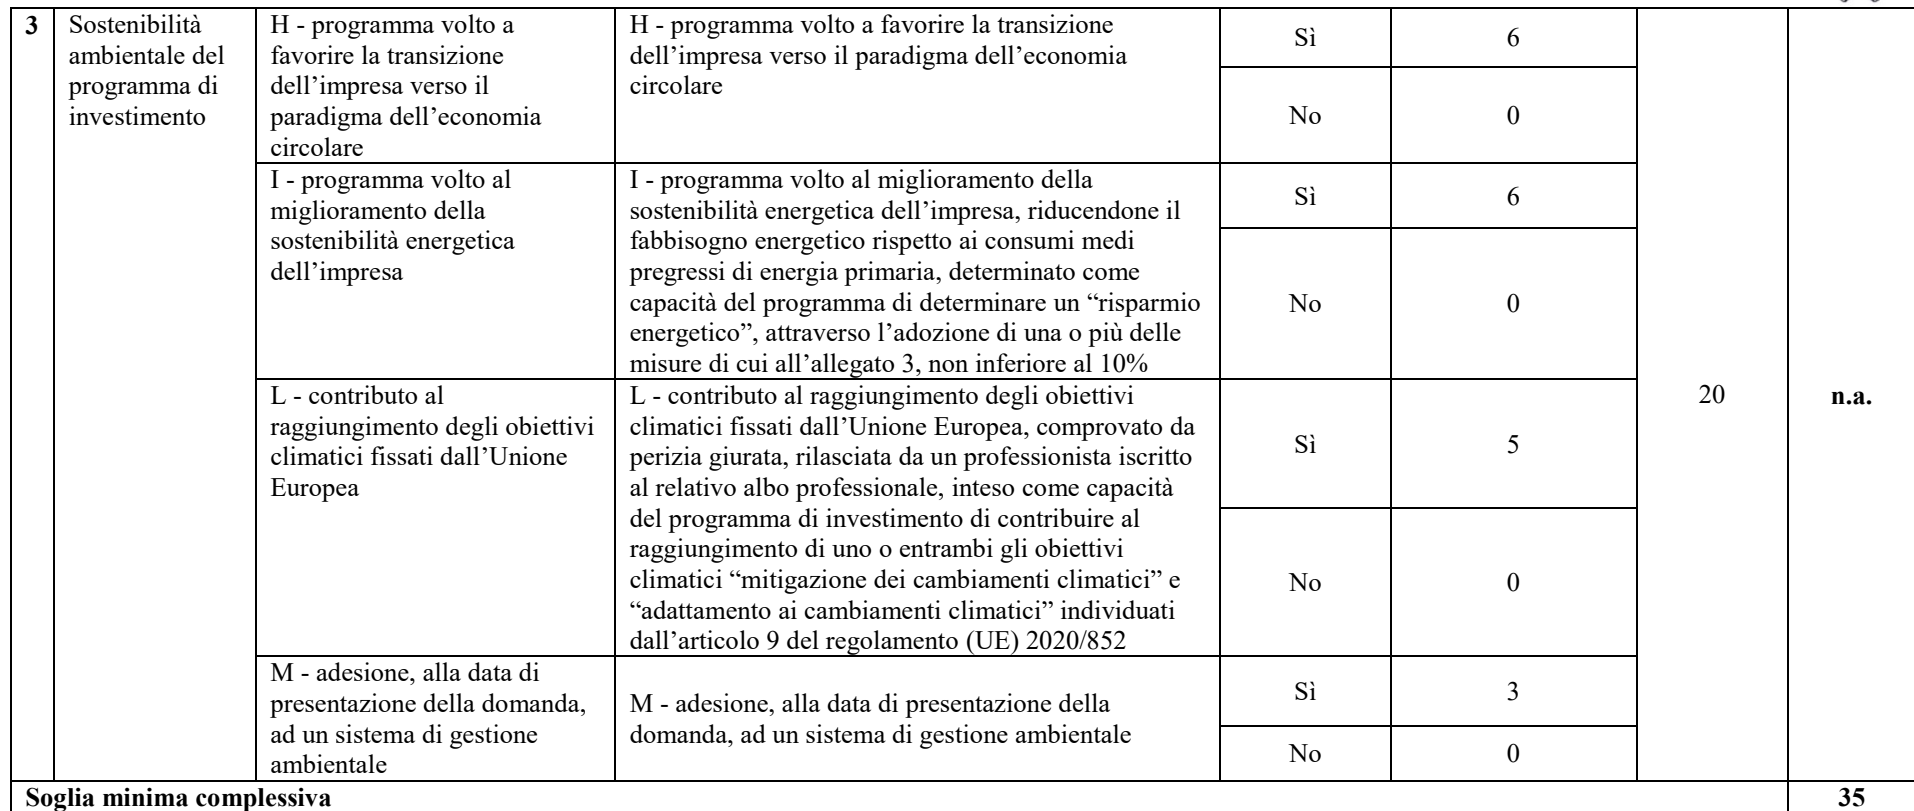 3
Sostenibilità
ambientale del
programma di
investimento
H - programma volto a
favorire la transizione
dell’impresa verso il
paradigma dell’economia
circolare
H - programma volto a favorire la transizione
dell’impresa verso il paradigma dell’economia
circolare
Sì
6
No
0
I - programma volto al
miglioramento della
sostenibilità energetica
dell’impresa
I - programma volto al miglioramento della
sostenibilità energetica dell’impresa, riducendone il
fabbisogno energetico rispetto ai consumi medi
pregressi di energia primaria, determinato come
capacità del programma di determinare un “risparmio
energetico”, attraverso l’adozione di una o più delle
misure di cui all’allegato 3, non inferiore al 10%
Sì
6
No
0
L - contributo al
raggiungimento degli obiettivi
climatici fissati dall’Unione
Europea
L - contributo al raggiungimento degli obiettivi
climatici fissati dall’Unione Europea, comprovato da
perizia giurata, rilasciata da un professionista iscritto
al relativo albo professionale, inteso come capacità
del programma di investimento di contribuire al
raggiungimento di uno o entrambi gli obiettivi
climatici “mitigazione dei cambiamenti climatici” e
“adattamento ai cambiamenti climatici” individuati
dall’articolo 9 del regolamento (UE) 2020/852
Sì
5
No
0
M - adesione, alla data di
presentazione della domanda,
ad un sistema di gestione
ambientale
M - adesione, alla data di presentazione della
domanda, ad un sistema di gestione ambientale
Sì
3
No
0
20
n.a.
Soglia minima complessiva
35